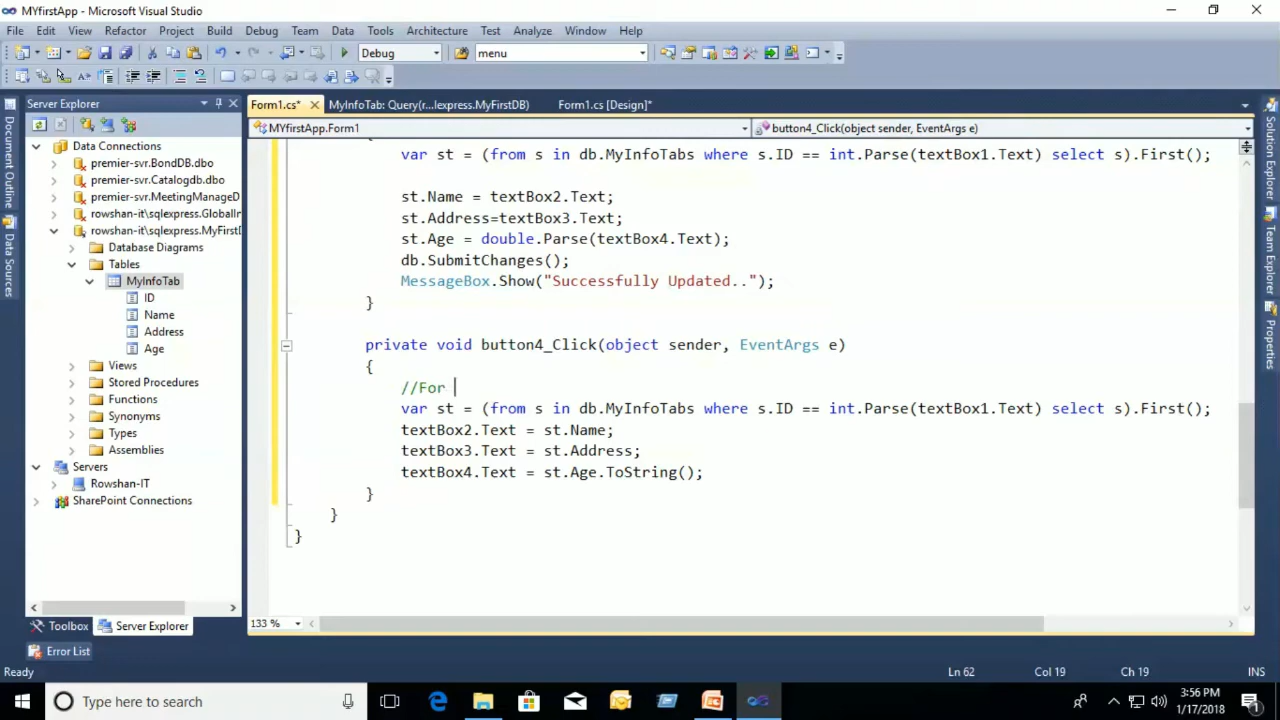 MYfirstApp - Microsoft Visual Studio
File Edit View Refactor Project Build Debug Team Data Tools Architecture Test Analyze Window Help
Debug menu
Server Explorer
Form1.cs* MyInfoTab: Query(r...lexpress.MyFirstDB) Form1.cs [Design]*
MYfirstApp.Form1 button4_Click(object sender, EventArgs e)
Document Outline
Data Sources
Data Connections
premier-svr.BondDB.dbo
premier-svr.Catalogdb.dbo
premier-svr.MeetingManageD
rowshan-it\sqlexpress.GlobalIn
rowshan-it\sqlexpress.MyFirstD
Database Diagrams
Tables
MyInfoTab
ID
Name
Address
Age
Views
Stored Procedures
Functions
Synonyms
Types
Assemblies
Servers
Rowshan-IT
SharePoint Connections
Toolbox Server Explorer
{
var st = (from s in db.MyInfoTabs where s.ID == int.Parse(textBox1.Text) select s).First();
st.Name = textBox2.Text;
st.Address=textBox3.Text;
st.Age = double.Parse(textBox4.Text);
db.SubmitChanges();
MessageBox.Show("Successfully Updated..");
}
private void button4_Click(object sender, EventArgs e)
{
//For
var st = (from s in db.MyInfoTabs where s.ID == int.Parse(textBox1.Text) select s).First();
textBox2.Text = st.Name;
textBox3.Text = st.Address;
textBox4.Text = st.Age.ToString();
}
}
}
133 %
Solution Explorer
Team Explorer
Properties
Error List
Ready Ln 62 Col 19 Ch 19 INS
Type here to search
3:56 PM
1/17/2018
1